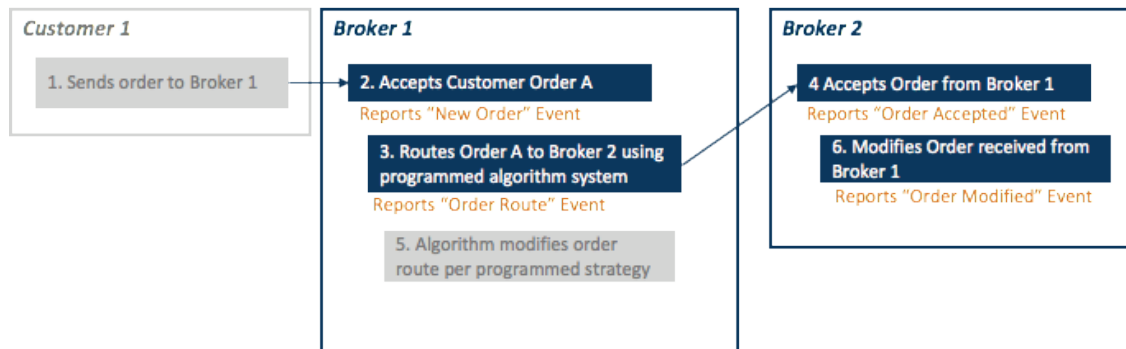 Customer 1
1. Sends order to Broker 1
Broker 1
2. Accepts Customer Order A
Reports “New Order” Event
3. Routes Order A to Broker 2 using
programmed algorithm system
Reports “Order Route” Event
5. Algorithm modifies order
route per programmed strategy
Broker 2
4 Accepts Order from Broker 1
Reports “Order Accepted” Event
6. Modifies Order received from
Broker 1
Reports “Order Modified” Event